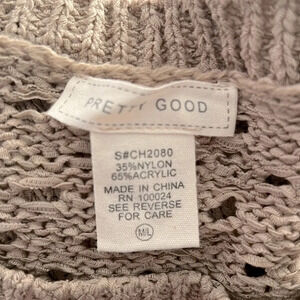 PRETTY GOOD
S#CH2080
35%NYLON
65%ACRYLIC
MADE IN CHINA
RN 100024
SEE REVERSE
FOR CARE
M/L